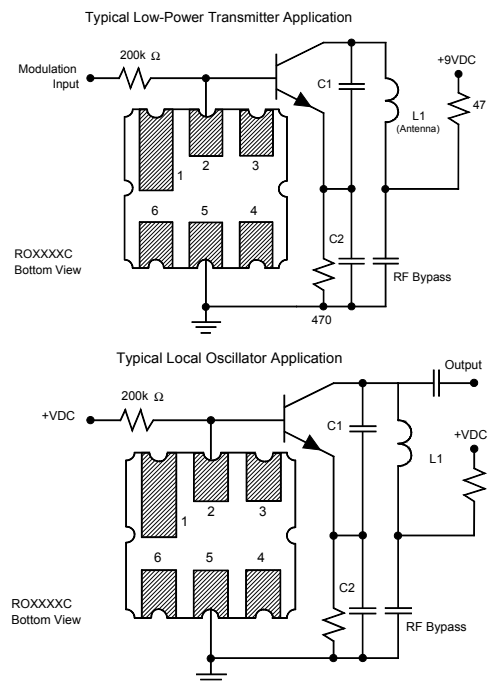 Typical Low-Power Transmitter Application
200k Ω
Modulation
Input
C1
+9VDC
47
L1
(Antenna)
1
2
3
6
5
4
C2
ROXXXXC
Bottom View
RF Bypass
470
Typical Local Oscillator Application
Output
200k Ω
+VDC
C1
+VDC
L1
1
2
3
6
5
4
C2
ROXXXXC
Bottom View
RF Bypass